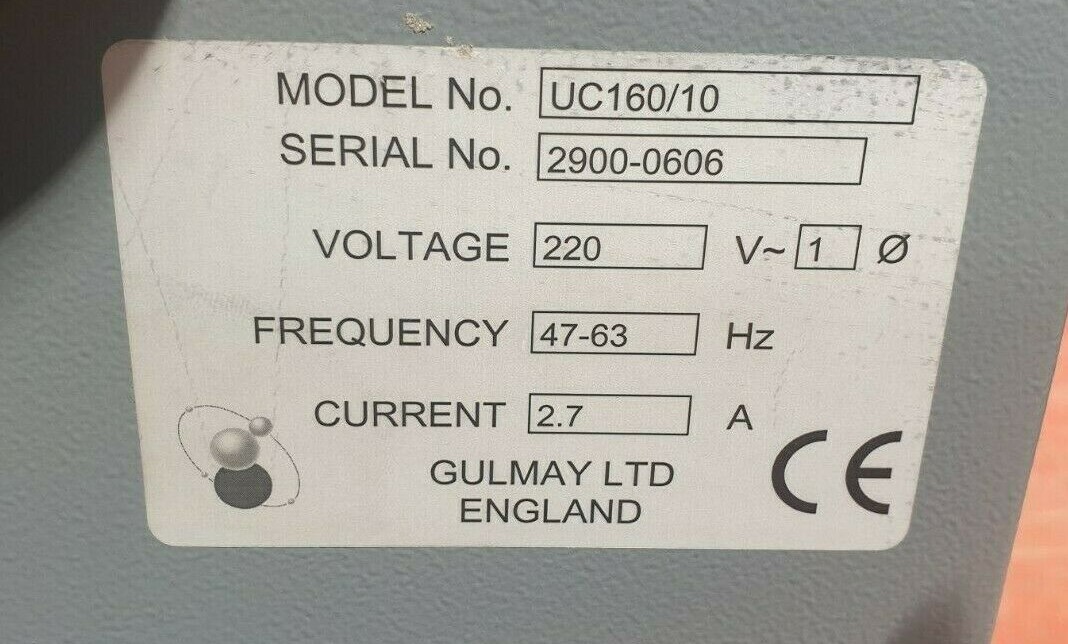 MODEL No. UC160/10
SERIAL No. 2900-0606
VOLTAGE 220 V~ 1 Ø
FREQUENCY 47-63 Hz
CURRENT 2.7 A
GULMAY LTD
ENGLAND
CE